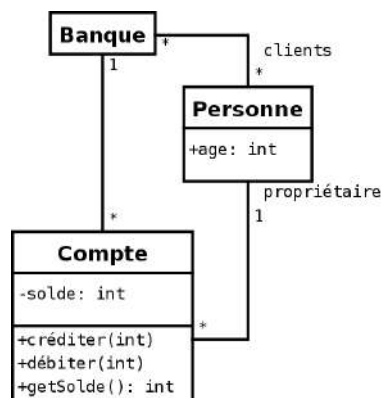 Banque
*
1
clients
*
Personne
+age: int
propriétaire
1
*
Compte
-solde: int
*
+créditer(int)
+débiter(int)
+getSolde(): int